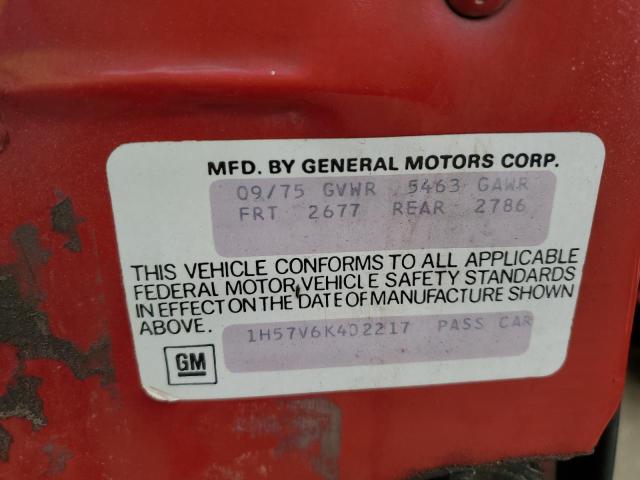 MFD. BY GENERAL MOTORS CORP.
09/75 GVWR 5463 GAWR
FRT 2677 REAR 2786
THIS VEHICLE CONFORMS TO ALL APPLICABLE
FEDERAL MOTOR VEHICLE SAFETY STANDARDS
IN EFFECT ON THE DATE OF MANUFACTURE SHOWN
ABOVE.
1H57V6K402217 PASS CAR
GM